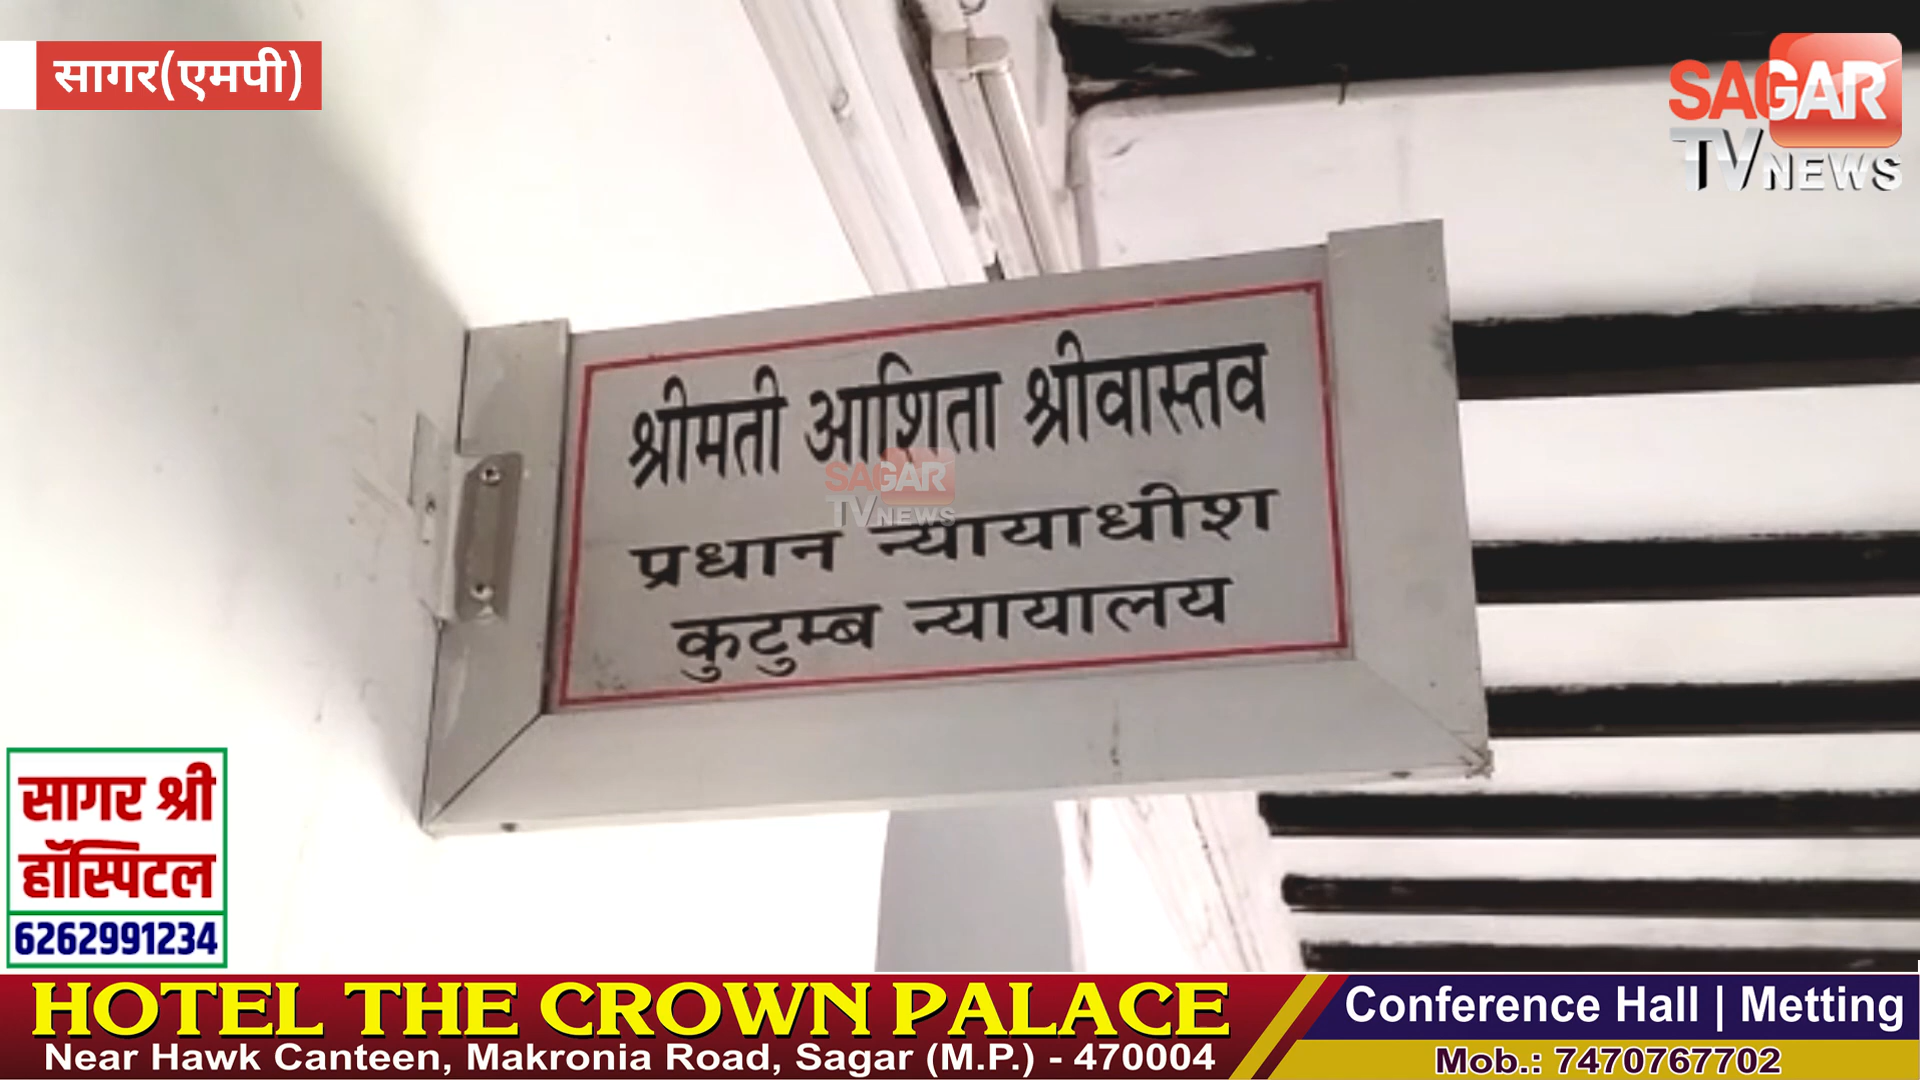 सागर(एमपी)
SAGAR
TV NEWS
श्रीमती आशिता श्रीवास्तव
SAGAR
TV NEWS
प्रधान न्यायाधीश
कुटुम्ब न्यायालय
सागर श्री
हॉस्पिटल
6262991234
HOTEL THE CROWN PALACE
Near Hawk Canteen, Makronia Road, Sagar (M.P.) - 470004
Conference Hall | Metting
Mob.: 7470767702